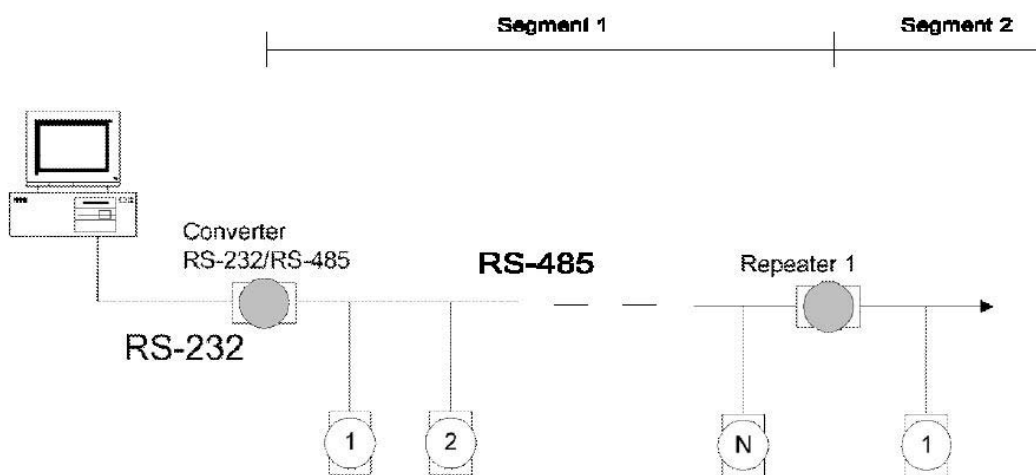 Segment 1
Segment 2
Converter
RS-232/RS-485
RS-485
Repeater 1
RS-232
1
2
N
1